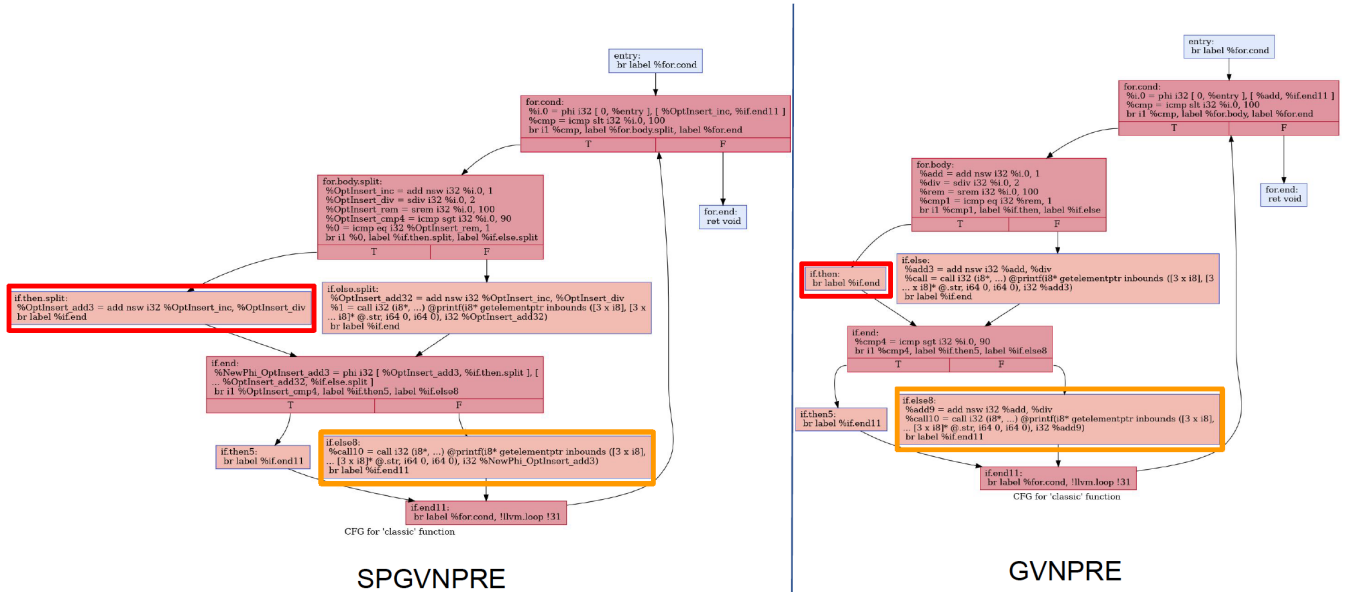 entry:
br label %for.cond
for.cond:
%i.0 = phi i32 [ 0, %entry ], [ %OptInsert_inc, %if.end11 ]
%cmp = icmp slt i32 %i.0, 100
br i1 %cmp, label %for.body.split, label %for.end
T
F
for.body.split:
%OptInsert_inc = add nsw i32 %i.0, 1
%OptInsert_div = sdiv i32 %i.0, 2
%OptInsert_rem = srem i32 %i.0, 100
%OptInsert_cmp4 = icmp sgt i32 %i.0, 90
%0 = icmp eq i32 %OptInsert_rem, 1
br i1 %0, label %if.then.split, label %if.else.split
T
F
for.end:
ret void
if.then.split:
%OptInsert_add3 = add nsw i32 %OptInsert_inc, %OptInsert_div
br label %if.end
if.else.split:
%OptInsert_add32 = add nsw i32 %OptInsert_inc, %OptInsert_div
%1 = call i32 (i8*, ...) @printf(i8* getelementptr inbounds ([3 x i8], [3 x
... i8]* @.str, i64 0, i64 0), i32 %OptInsert_add32)
br label %if.end
if.end:
%NewPhi_OptInsert_add3 = phi i32 [ %OptInsert_add3, %if.then.split ], [
... %OptInsert_add32, %if.else.split ]
br i1 %OptInsert_cmp4, label %if.then5, label %if.else8
T
F
if.then5:
br label %if.end11
if.else8:
%call10 = call i32 (i8*, ...) @printf(i8* getelementptr inbounds ([3 x i8],
... [3 x i8]* @.str, i64 0, i64 0), i32 %NewPhi_OptInsert_add3)
br label %if.end11
if.end11:
br label %for.cond, !llvm.loop !31
CFG for 'classic' function
SPGVNPRE
entry:
br label %for.cond
for.cond:
%i.0 = phi i32 [ 0, %entry ], [ %add, %if.end11 ]
%cmp = icmp slt i32 %i.0, 100
br i1 %cmp, label %for.body, label %for.end
T
F
for.body:
%add = add nsw i32 %i.0, 1
%div = sdiv i32 %i.0, 2
%rem = srem i32 %i.0, 100
%cmp1 = icmp eq i32 %rem, 1
br i1 %cmp1, label %if.then, label %if.else
T
F
for.end:
ret void
if.then:
br label %if.end
if.else:
%add3 = add nsw i32 %add, %div
%call = call i32 (i8*, ...) @printf(i8* getelementptr inbounds ([3 x i8], [3
... x i8]* @.str, i64 0, i64 0), i32 %add3)
br label %if.end
if.end:
%cmp4 = icmp sgt i32 %i.0, 90
br i1 %cmp4, label %if.then5, label %if.else8
T
F
if.then5:
br label %if.end11
if.else8:
%add9 = add nsw i32 %add, %div
%call10 = call i32 (i8*, ...) @printf(i8* getelementptr inbounds ([3 x i8],
... [3 x i8]* @.str, i64 0, i64 0), i32 %add9)
br label %if.end11
if.end11:
br label %for.cond, !llvm.loop !31
CFG for 'classic' function
GVNPRE